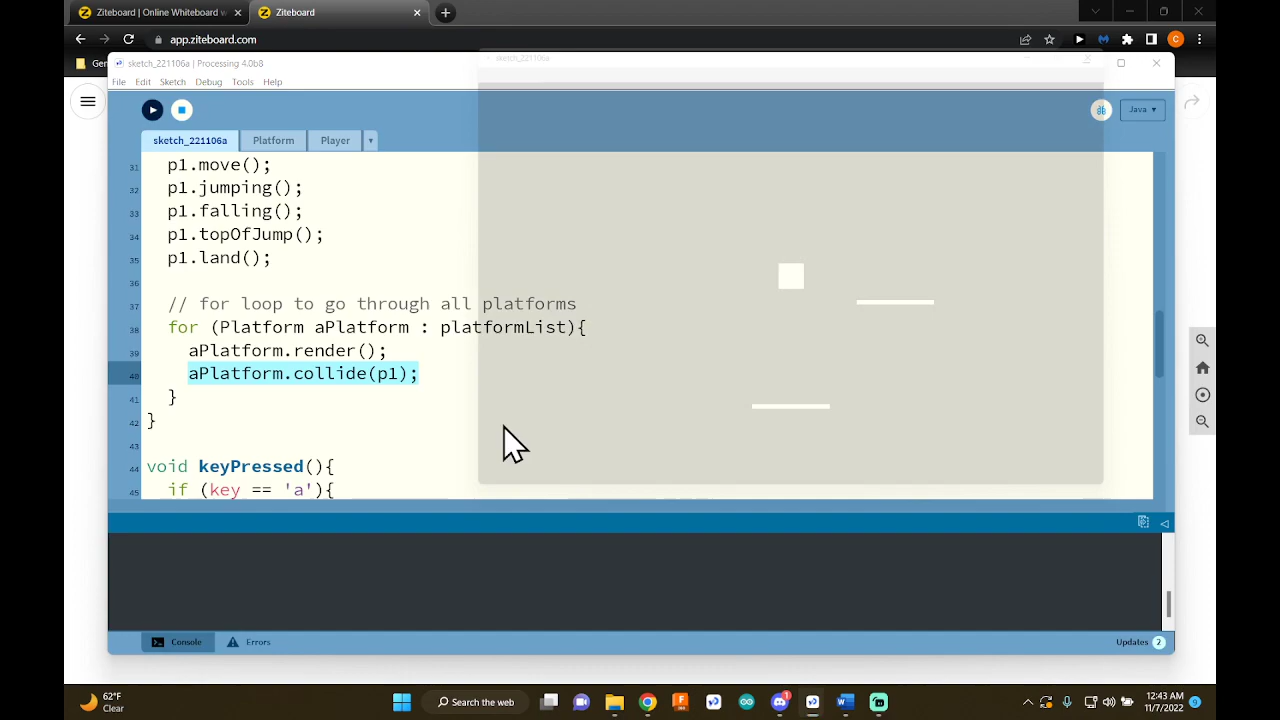 Ziteboard | Online Whiteboard w
Ziteboard
app.ziteboard.com
C
Gen
sketch_221106a | Processing 4.0b8
sketch_221106a
File Edit Sketch Debug Tools Help
Java
sketch_221106a Platform Player
31 p1.move();
32 p1.jumping();
33 p1.falling();
34 p1.topOfJump();
35 p1.land();
36
37 // for loop to go through all platforms
38 for (Platform aPlatform : platformList){
39 aPlatform.render();
40 aPlatform.collide(p1);
41 }
42 }
43
44 void keyPressed(){
45 if (key == 'a'){
Console Errors Updates 2
62°F
Clear
Search the web
1
12:43 AM
11/7/2022
9